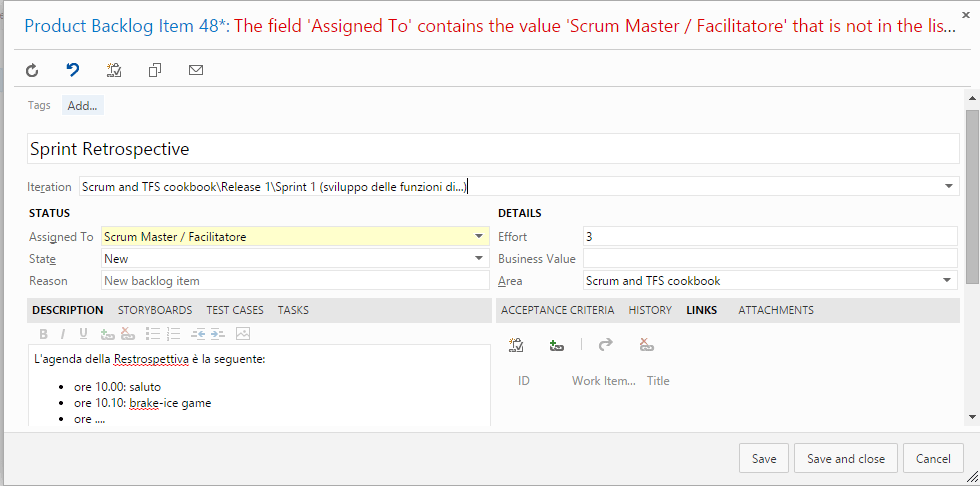 Product Backlog Item 48*: The field 'Assigned To' contains the value 'Scrum Master / Facilitatore' that is not in the lis...
Tags Add...
Sprint Retrospective
Iteration Scrum and TFS cookbook\Release 1\Sprint 1 (sviluppo delle funzioni di...)
STATUS
Assigned To Scrum Master / Facilitatore
State New
Reason New backlog item
DETAILS
Effort 3
Business Value
Area Scrum and TFS cookbook
DESCRIPTION STORYBOARDS TEST CASES TASKS
B I U
L'agenda della Restrospettiva è la seguente:
• ore 10.00: saluto
• ore 10.10: brake-ice game
• ore ....
ACCEPTANCE CRITERIA HISTORY LINKS ATTACHMENTS
ID Work Item... Title
Save Save and close Cancel